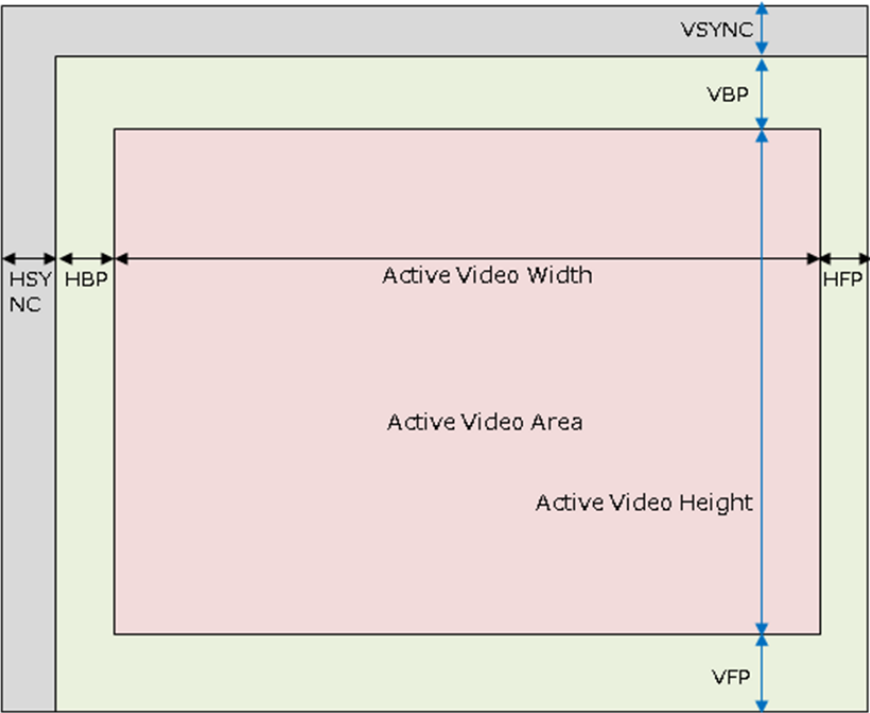 VSYNC
VBP
HSY
NC
HBP
Active Video Width
HFP
Active Video Area
Active Video Height
VFP